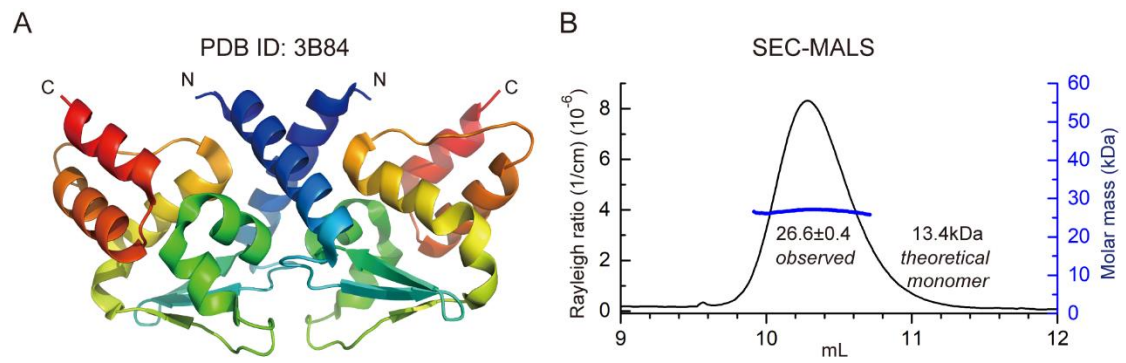 A
PDB ID: 3B84
C
N
N
C
B
SEC-MALS
Rayleigh ratio (1/cm) (10⁻⁶)
8
6
4
2
0
26.6±0.4
observed
13.4kDa
theoretical
monomer
60
50
40
30
20
10
0
Molar mass (kDa)
9
10
11
12
mL